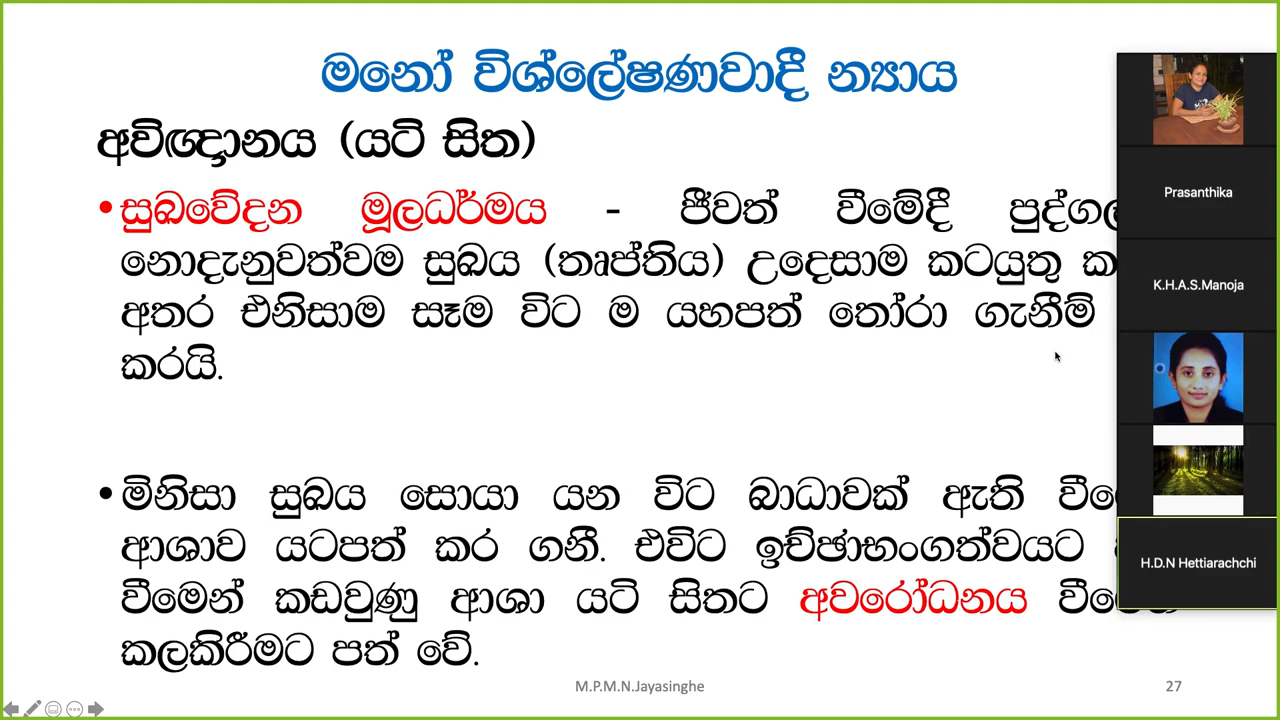 මනෝ විශ්ලේෂණවාදී න්‍යාය
අවිඥානය (යටි සිත)
•සුඛවේදන මූලධර්මය - ජීවත් වීමේදී
නොදැනුවත්වම සුඛය (තෘප්තිය) උදෙසාම කටයුතු
අතර එනිසාම සෑම විට ම යහපත් තෝරා ගැනීම්
කරයි.
•මිනිසා සුඛය සොයා යන විට බාධාවක් ඇති
ආශාව යටපත් කර ගනී. එවිට ඉච්ඡාභංගත්වයට
වීමෙන් කඩවුණු ආශා යටි සිතට අවරෝධනය
කලකිරීමට පත් වේ.
M.P.M.N.Jayasinghe
27
Prasanthika
K.H.A.S.Manoja
H.D.N Hettiarachchi